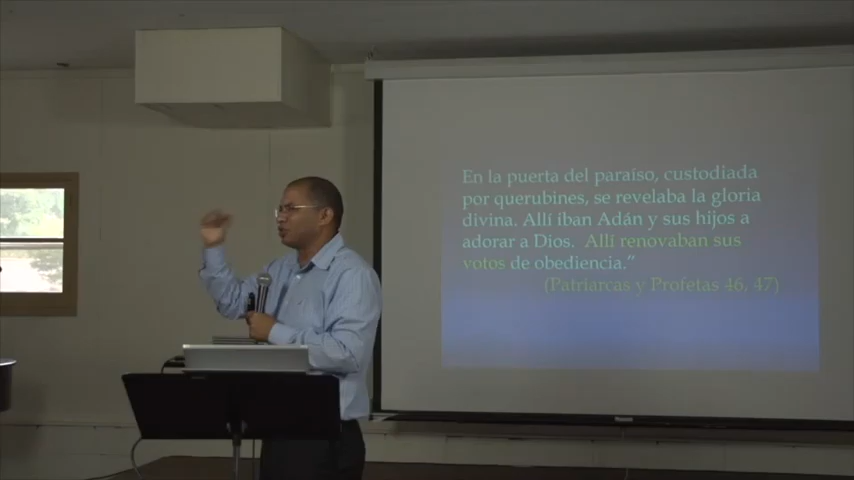 En la puerta del paraíso, custodiada
por querubines, se revelaba la gloria
divina. Allí iban Adán y sus hijos a
adorar a Dios.  Allí renovaban sus
votos de obediencia.”
(Patriarcas y Profetas 46, 47)